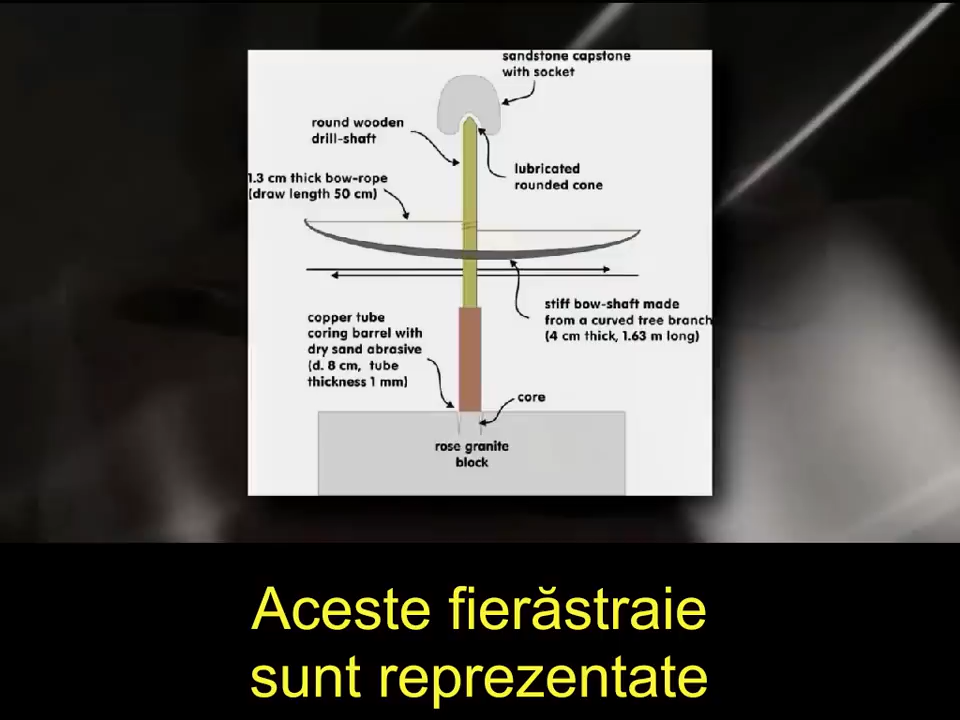 sandstone capstone
with socket
round wooden
drill-shaft
lubricated
rounded cone
1.3 cm thick bow-rope
(draw length 50 cm)
stiff bow-shaft made
from a curved tree branch
(4 cm thick, 1.63 m long)
copper tube
coring barrel with
dry sand abrasive
(d. 8 cm, tube
thickness 1 mm)
core
rose granite
block
Aceste fierăstraie
sunt reprezentate